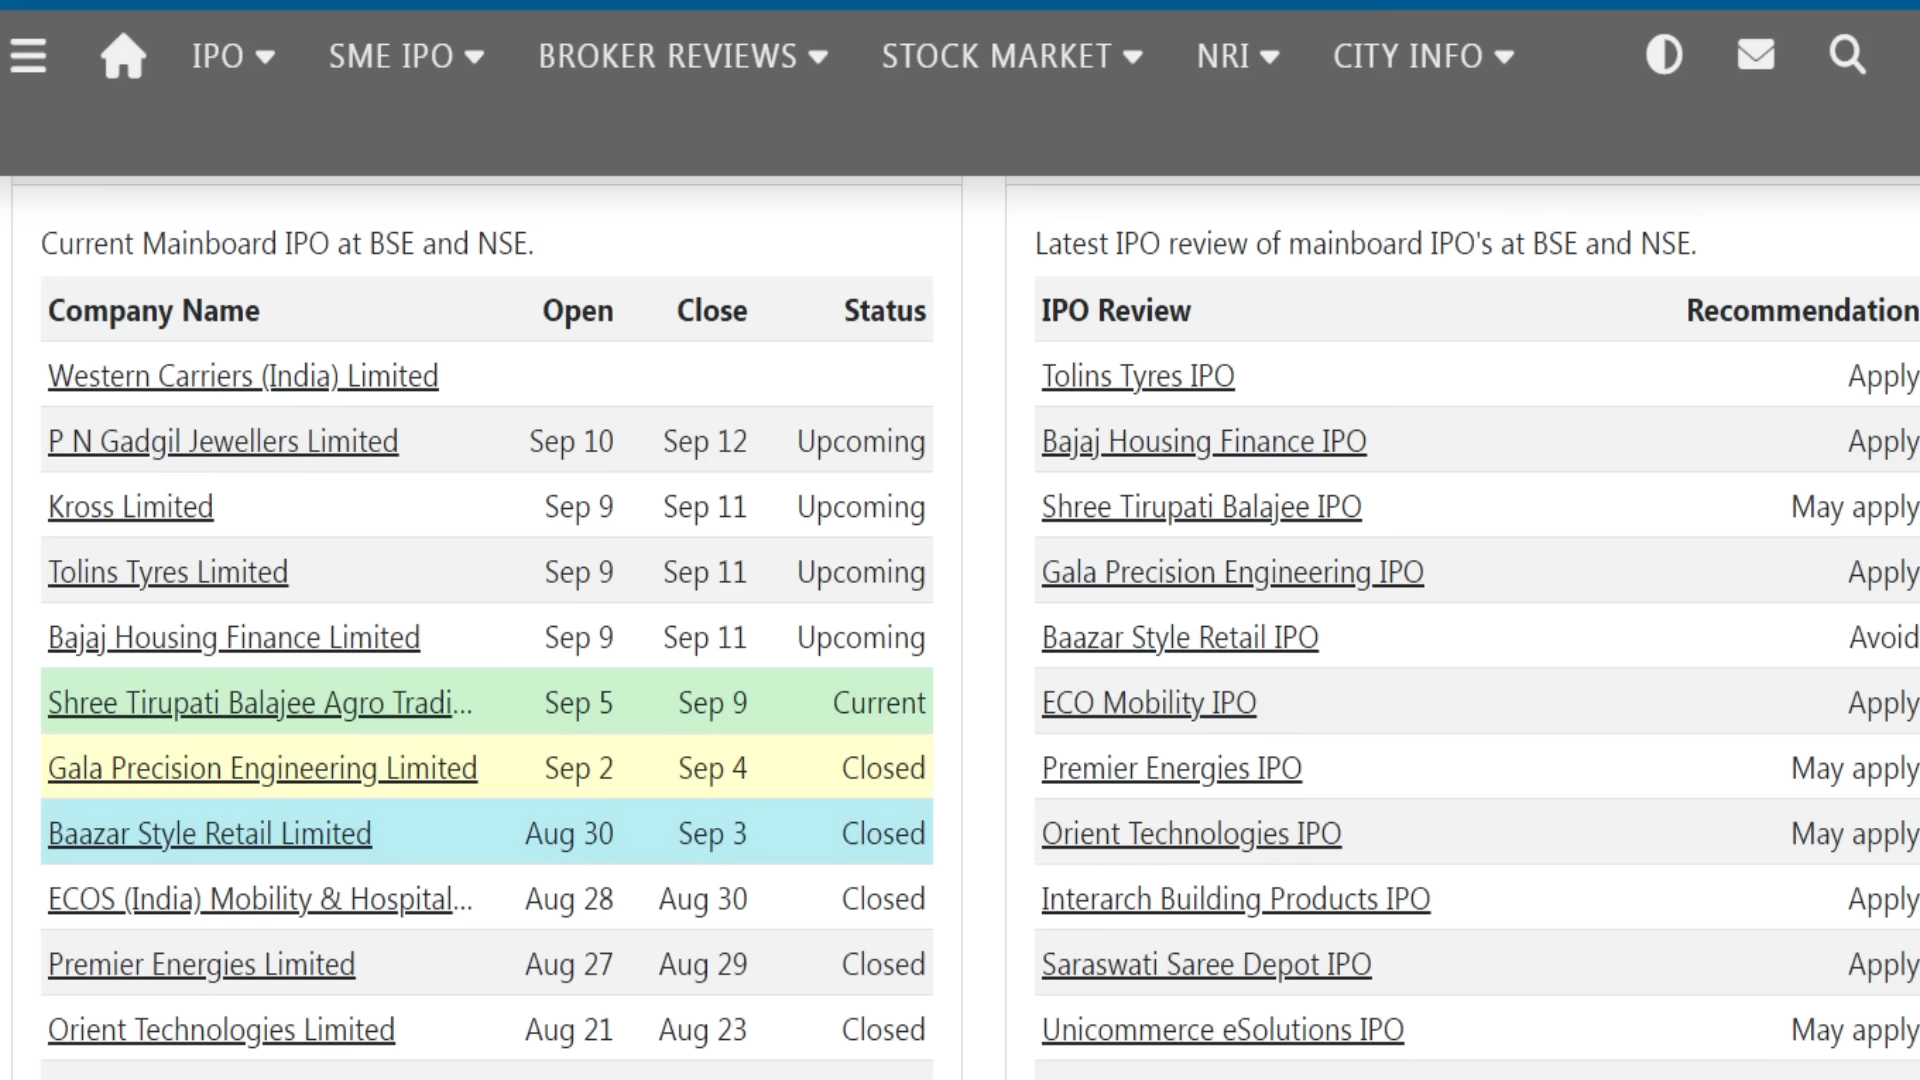 IPO SME IPO BROKER REVIEWS STOCK MARKET NRI CITY INFO
Current Mainboard IPO at BSE and NSE.
Company Name Open Close Status
Western Carriers (India) Limited
P N Gadgil Jewellers Limited Sep 10 Sep 12 Upcoming
Kross Limited Sep 9 Sep 11 Upcoming
Tolins Tyres Limited Sep 9 Sep 11 Upcoming
Bajaj Housing Finance Limited Sep 9 Sep 11 Upcoming
Shree Tirupati Balajee Agro Tradi... Sep 5 Sep 9 Current
Gala Precision Engineering Limited Sep 2 Sep 4 Closed
Baazar Style Retail Limited Aug 30 Sep 3 Closed
ECOS (India) Mobility & Hospital... Aug 28 Aug 30 Closed
Premier Energies Limited Aug 27 Aug 29 Closed
Orient Technologies Limited Aug 21 Aug 23 Closed
Latest IPO review of mainboard IPO's at BSE and NSE.
IPO Review Recommendation
Tolins Tyres IPO Apply
Bajaj Housing Finance IPO Apply
Shree Tirupati Balajee IPO May apply
Gala Precision Engineering IPO Apply
Baazar Style Retail IPO Avoid
ECO Mobility IPO Apply
Premier Energies IPO May apply
Orient Technologies IPO May apply
Interarch Building Products IPO Apply
Saraswati Saree Depot IPO Apply
Unicommerce eSolutions IPO May apply